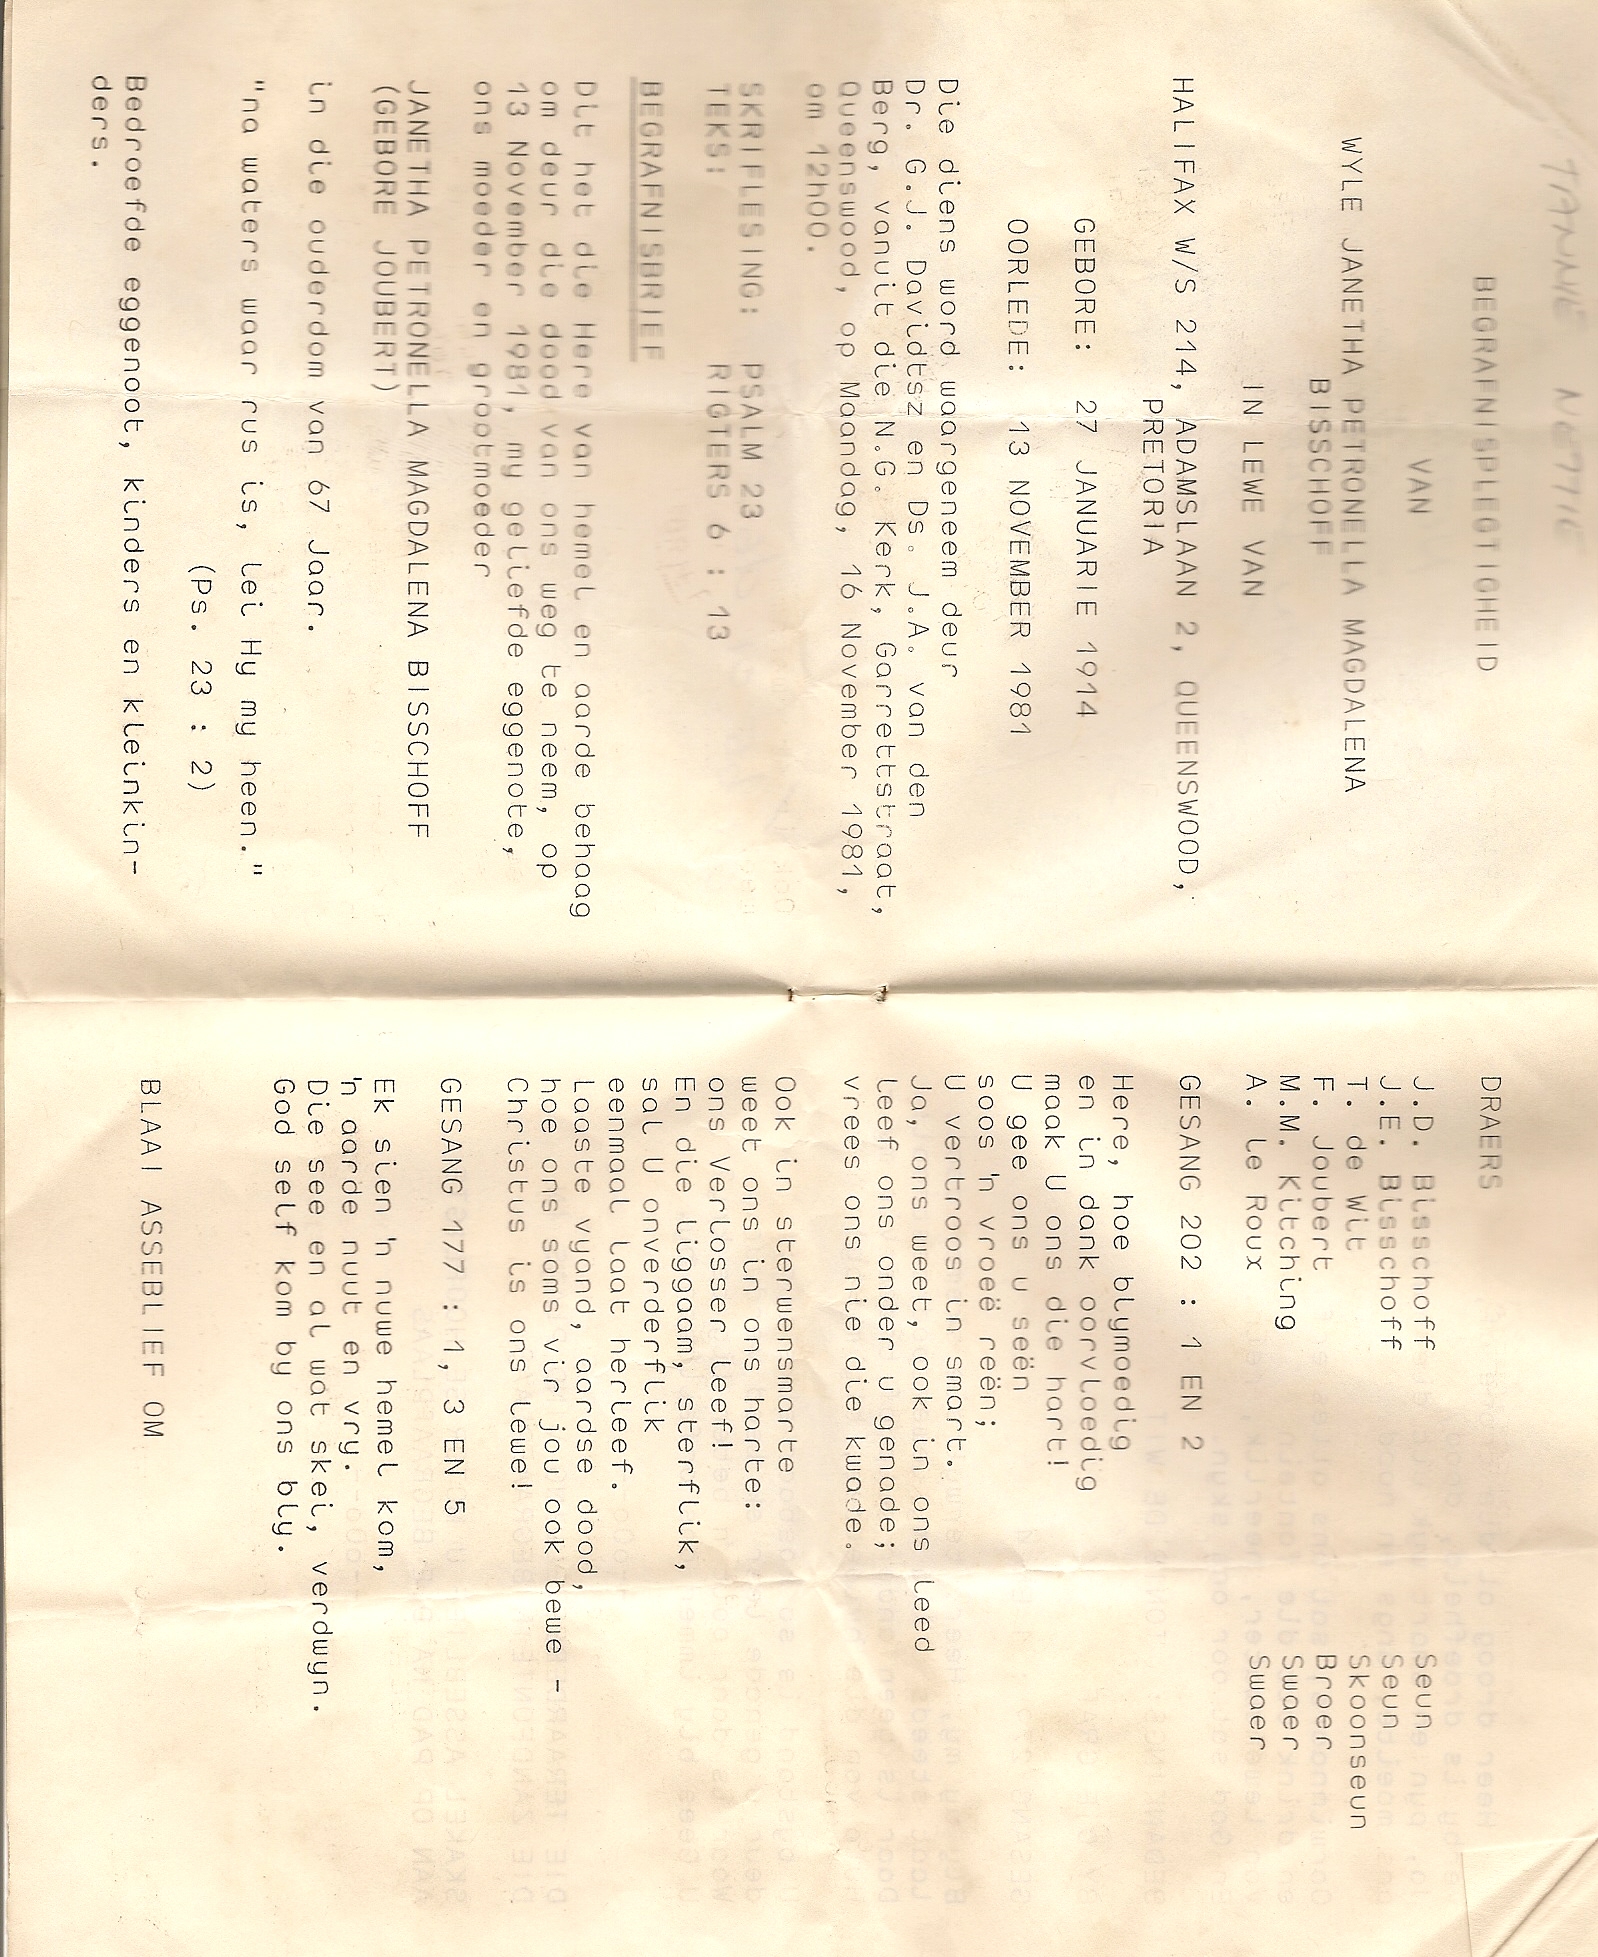 TANNIE NETTIE
BEGRAFNISPLEGTIGHEID
VAN
WYLE JANETHA PETRONELLA MAGDALENA
BISSCHOFF
IN LEWE VAN
HALIFAX W/S 214, ADAMSLAAN 2, QUEENSWOOD,
PRETORIA
GEBORE: 27 JANUARIE 1914
OORLEDE: 13 NOVEMBER 1981
Die diens word waargeneem deur
Dr. G.J. Davidtsz en Ds. J.A. van den
Berg, vanuit die N.G. Kerk, Garrettstraat,
Queenswood, op Maandag, 16 November 1981,
om 12h00.
SKRIFLESING: PSALM 23
TEKS: RIGTERS 6 : 13
BEGRAFNISBRIEF
Dit het die Here van hemel en aarde behaag
om deur die dood van ons weg te neem, op
13 November 1981, my geliefde eggenote,
ons moeder en grootmoeder
JANETHA PETRONELLA MAGDALENA BISSCHOFF
(GEBORE JOUBERT)
in die ouderdom van 67 Jaar.
"na waters waar rus is, lei Hy my heen."
(Ps. 23 : 2)
Bedroefde eggenoot, kinders en kleinkin-
ders.
DRAERS
J.D. Bisschoff Seun
J.E. Bisschoff Seun
T. de Wit Skoonseun
F. Joubert Broer
M.M. Kitching Swaer
A. le Roux Swaer
GESANG 202 : 1 EN 2
Here, hoe blymoedig
en in dank oorvloedig
maak U ons die hart!
U gee ons u seën
soos 'n vroeë reën;
U vertroos in smart.
Ja, ons weet, ook in ons leed
leef ons onder u genade;
vrees ons nie die kwade.
Ook in sterwensmarte
weet ons in ons harte:
ons Verlosser leef!
En die liggaam, sterflik,
sal U onverderflik
eenmaal laat herleef.
Laaste vyand, aardse dood,
hoe ons soms vir jou ook bewe -
Christus is ons lewe!
GESANG 177 : 1, 3 EN 5
Ek sien 'n nuwe hemel kom,
'n aarde nuut en vry.
Die see en al wat skei, verdwyn.
God self kom by ons bly.
BLAAI ASSEBLIEF OM